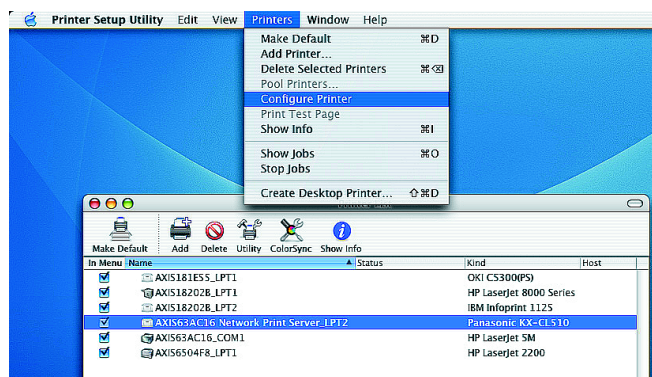 Printer Setup Utility Edit View Printers Window Help
Make Default ⌘D
Add Printer...
Delete Selected Printers ⌘⌫
Pool Printers...
Configure Printer
Print Test Page
Show Info ⌘I
Show Jobs ⌘O
Stop Jobs
Create Desktop Printer... ⇧⌘D
Make Default Add Delete Utility ColorSync Show Info
In Menu Name Status Kind Host
AXIS181E55_LPT1 OKI C5300(PS)
AXIS18202B_LPT1 HP LaserJet 8000 Series
AXIS18202B_LPT2 IBM Infoprint 1125
AXIS63AC16 Network Print Server_LPT2 Panasonic KX-CL510
AXIS63AC16_COM1 HP LaserJet 5M
AXIS6504F8_LPT1 HP LaserJet 2200